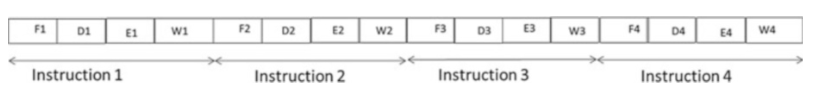 F1 D1 E1 W1 F2 D2 E2 W2 F3 D3 E3 W3 F4 D4 E4 W4
Instruction 1 Instruction 2 Instruction 3 Instruction 4